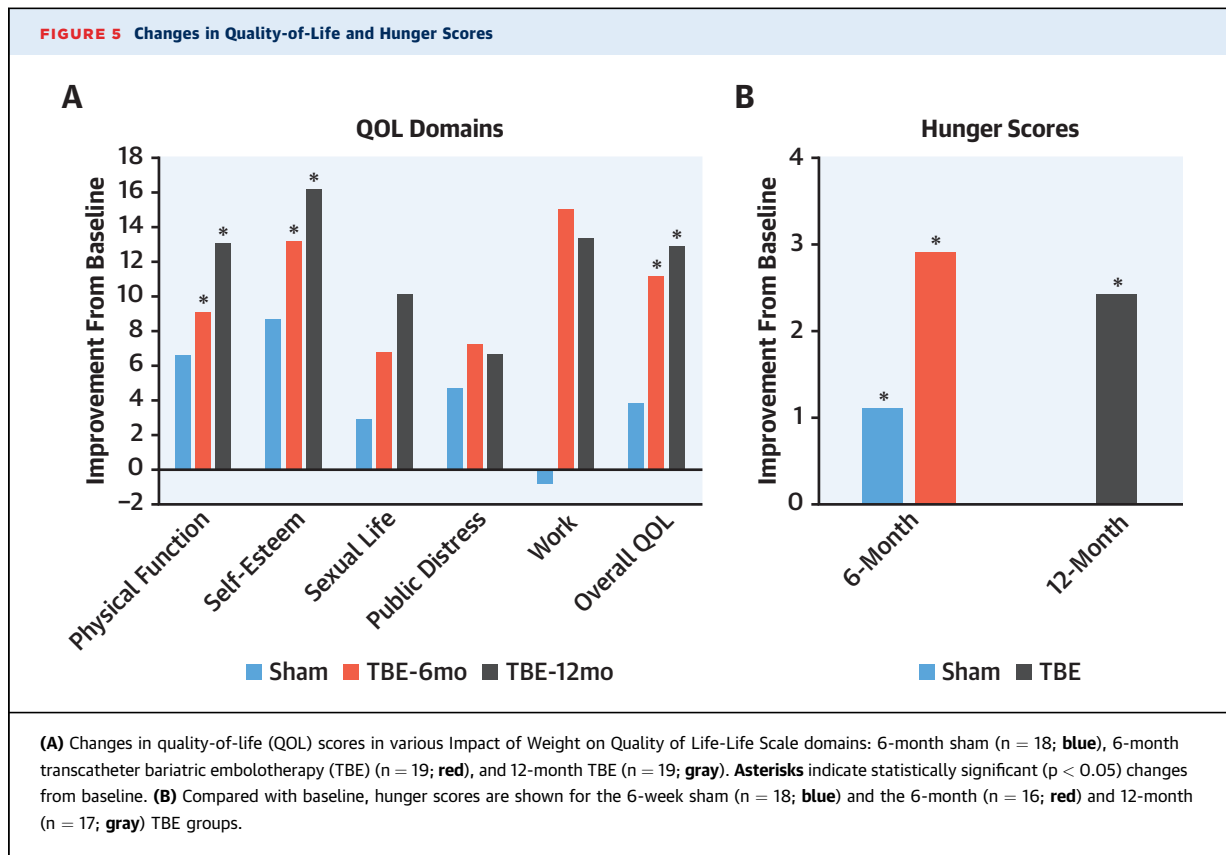 FIGURE 5 Changes in Quality-of-Life and Hunger Scores
A
QOL Domains
Improvement From Baseline
18
16
14
12
10
8
6
4
2
0
−2
* * * * * *
Physical Function
Self-Esteem
Sexual Life
Public Distress
Work
Overall QOL
Sham TBE-6mo TBE-12mo
B
Hunger Scores
Improvement From Baseline
4
3
2
1
0
* * *
6-Month
12-Month
Sham TBE
(A) Changes in quality-of-life (QOL) scores in various Impact of Weight on Quality of Life-Life Scale domains: 6-month sham (n = 18; blue), 6-month
transcatheter bariatric embolotherapy (TBE) (n = 19; red), and 12-month TBE (n = 19; gray). Asterisks indicate statistically significant (p < 0.05) changes
from baseline. (B) Compared with baseline, hunger scores are shown for the 6-week sham (n = 18; blue) and the 6-month (n = 16; red) and 12-month
(n = 17; gray) TBE groups.